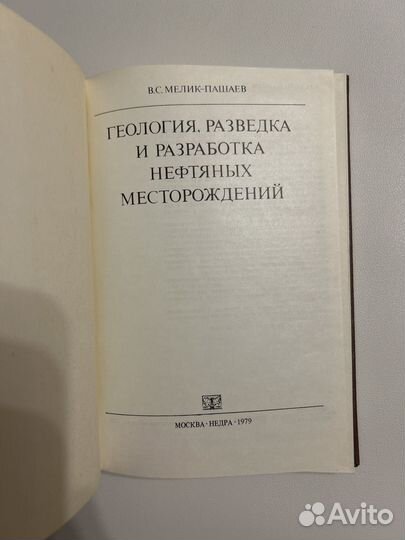 В.С. МЕЛИК-ПАШАЕВ
ГЕОЛОГИЯ, РАЗВЕДКА
И РАЗРАБОТКА
НЕФТЯНЫХ
МЕСТОРОЖДЕНИЙ
МОСКВА · НЕДРА · 1979
Avito